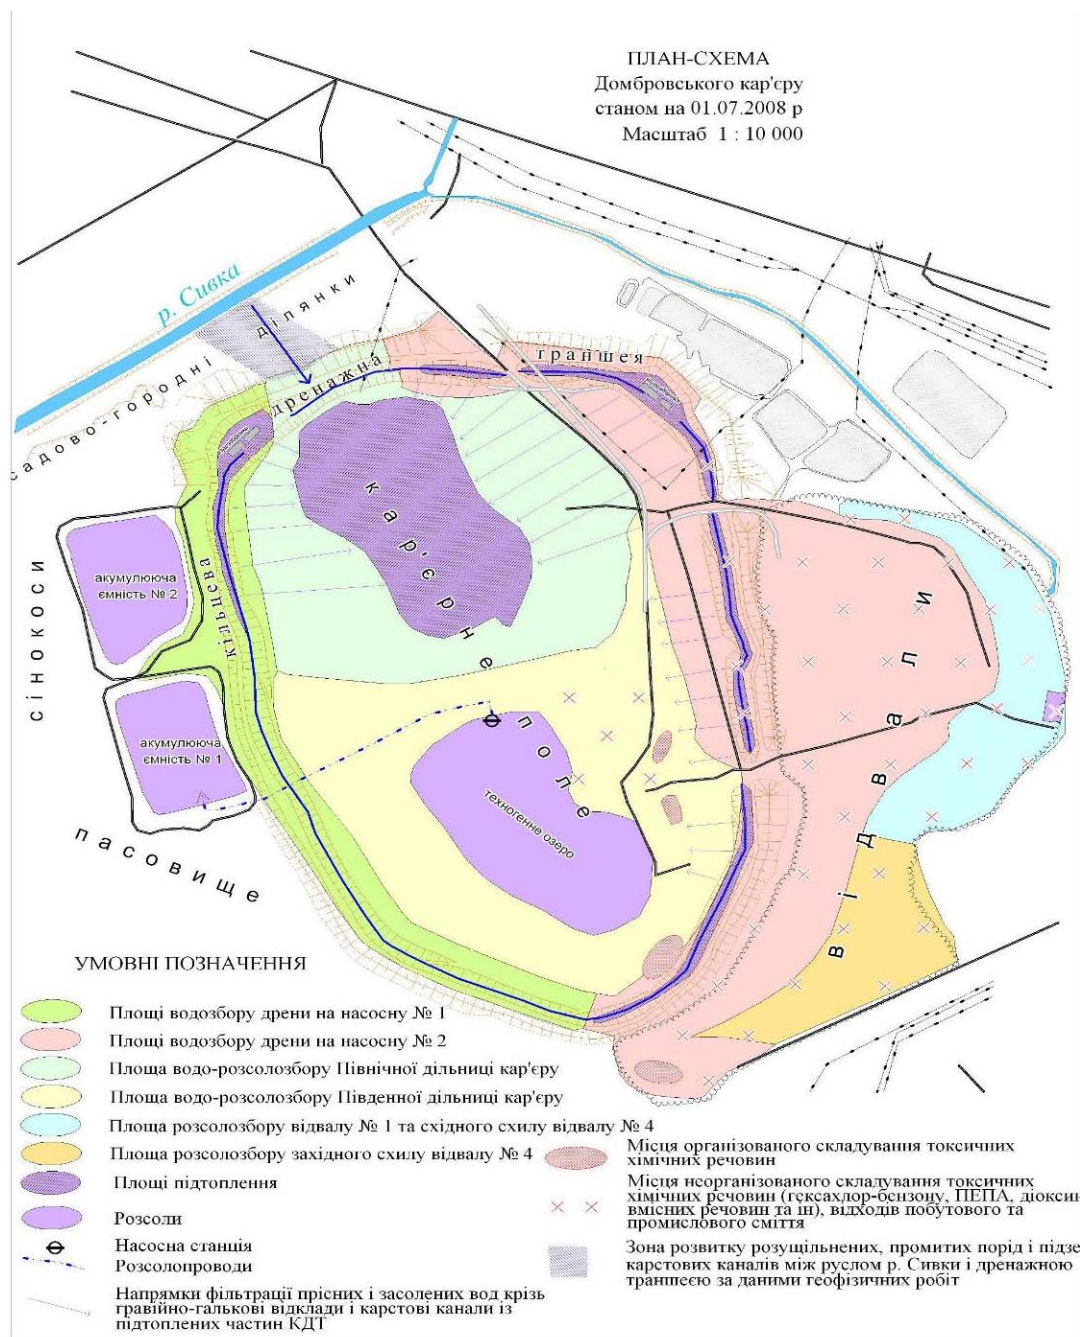 ПЛАН-СХЕМА
Домбровського кар'єру
станом на 01.07.2008 р
Масштаб 1 : 10 000
р. Сивка
садово-городні ділянки
дренажна
траншея
кільцева
кар'єрне
поле
сінокоси
акумулююча
ємність № 2
акумулююча
ємність № 1
техногенне озеро
пасовище
відвали
УМОВНІ ПОЗНАЧЕННЯ
Площі водозбору дрени на насосну № 1
Площі водозбору дрени на насосну № 2
Площа водо-розсолозбору Північної дільниці кар'єру
Площа водо-розсолозбору Південної дільниці кар'єру
Площа розсолозбору відвалу № 1 та східного схилу відвалу № 4
Площа розсолозбору західного схилу відвалу № 4
Площі підтоплення
Розсоли
Насосна станція
Розсолопроводи
Напрямки фільтрації прісних і засолених вод крізь
гравійно-галькові відклади і карстові канали із
підтоплених частин КДТ
Місця організованого складування токсичних
хімічних речовин
Місця неорганізованого складування токсичних
хімічних речовин (гексахлор-бензону, ПЕПА, діоксин
вмісних речовин та ін), відходів побутового та
промислового сміття
Зона розвитку розущільнених, промитих порід і підзе
карстових каналів між руслом р. Сивки і дренажною
траншеєю за даними геофізичних робіт